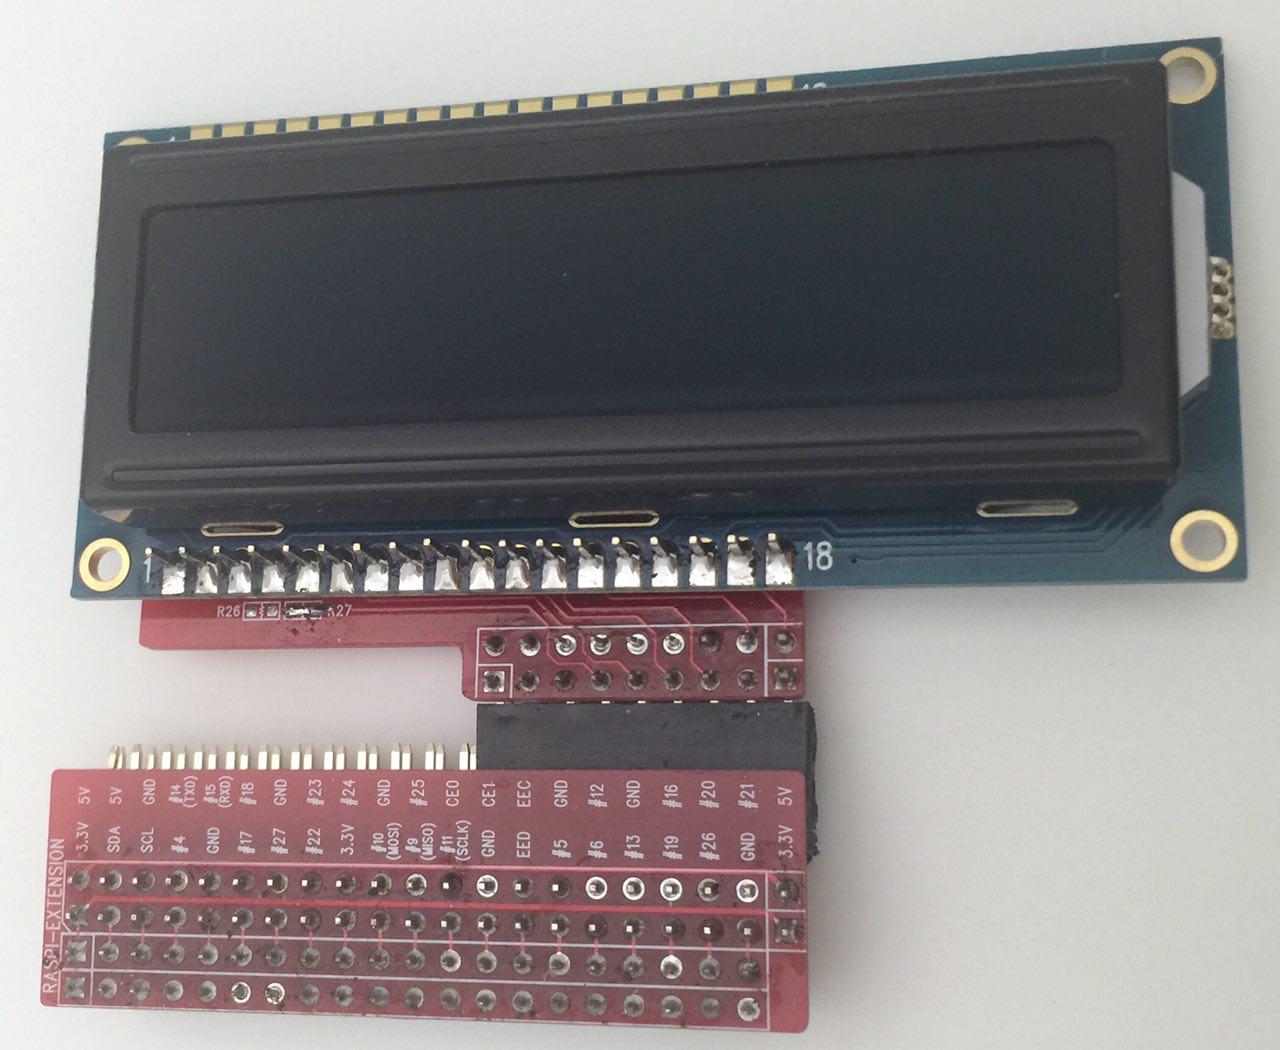 1
18
R26
R27
RASPI-EXTENSION
5V 5V GND #14 (TXD) #15 (RXD) #18 GND #23 #24 GND #25 CE0 CE1 EEC GND #12 GND #16 #20 #21 5V
3.3V SDA SCL #4 GND #17 #27 #22 3.3V #10 (MOSI) #9 (MISO) #11 (SCLK) GND EED #5 #6 #13 #19 #26 GND 3.3V